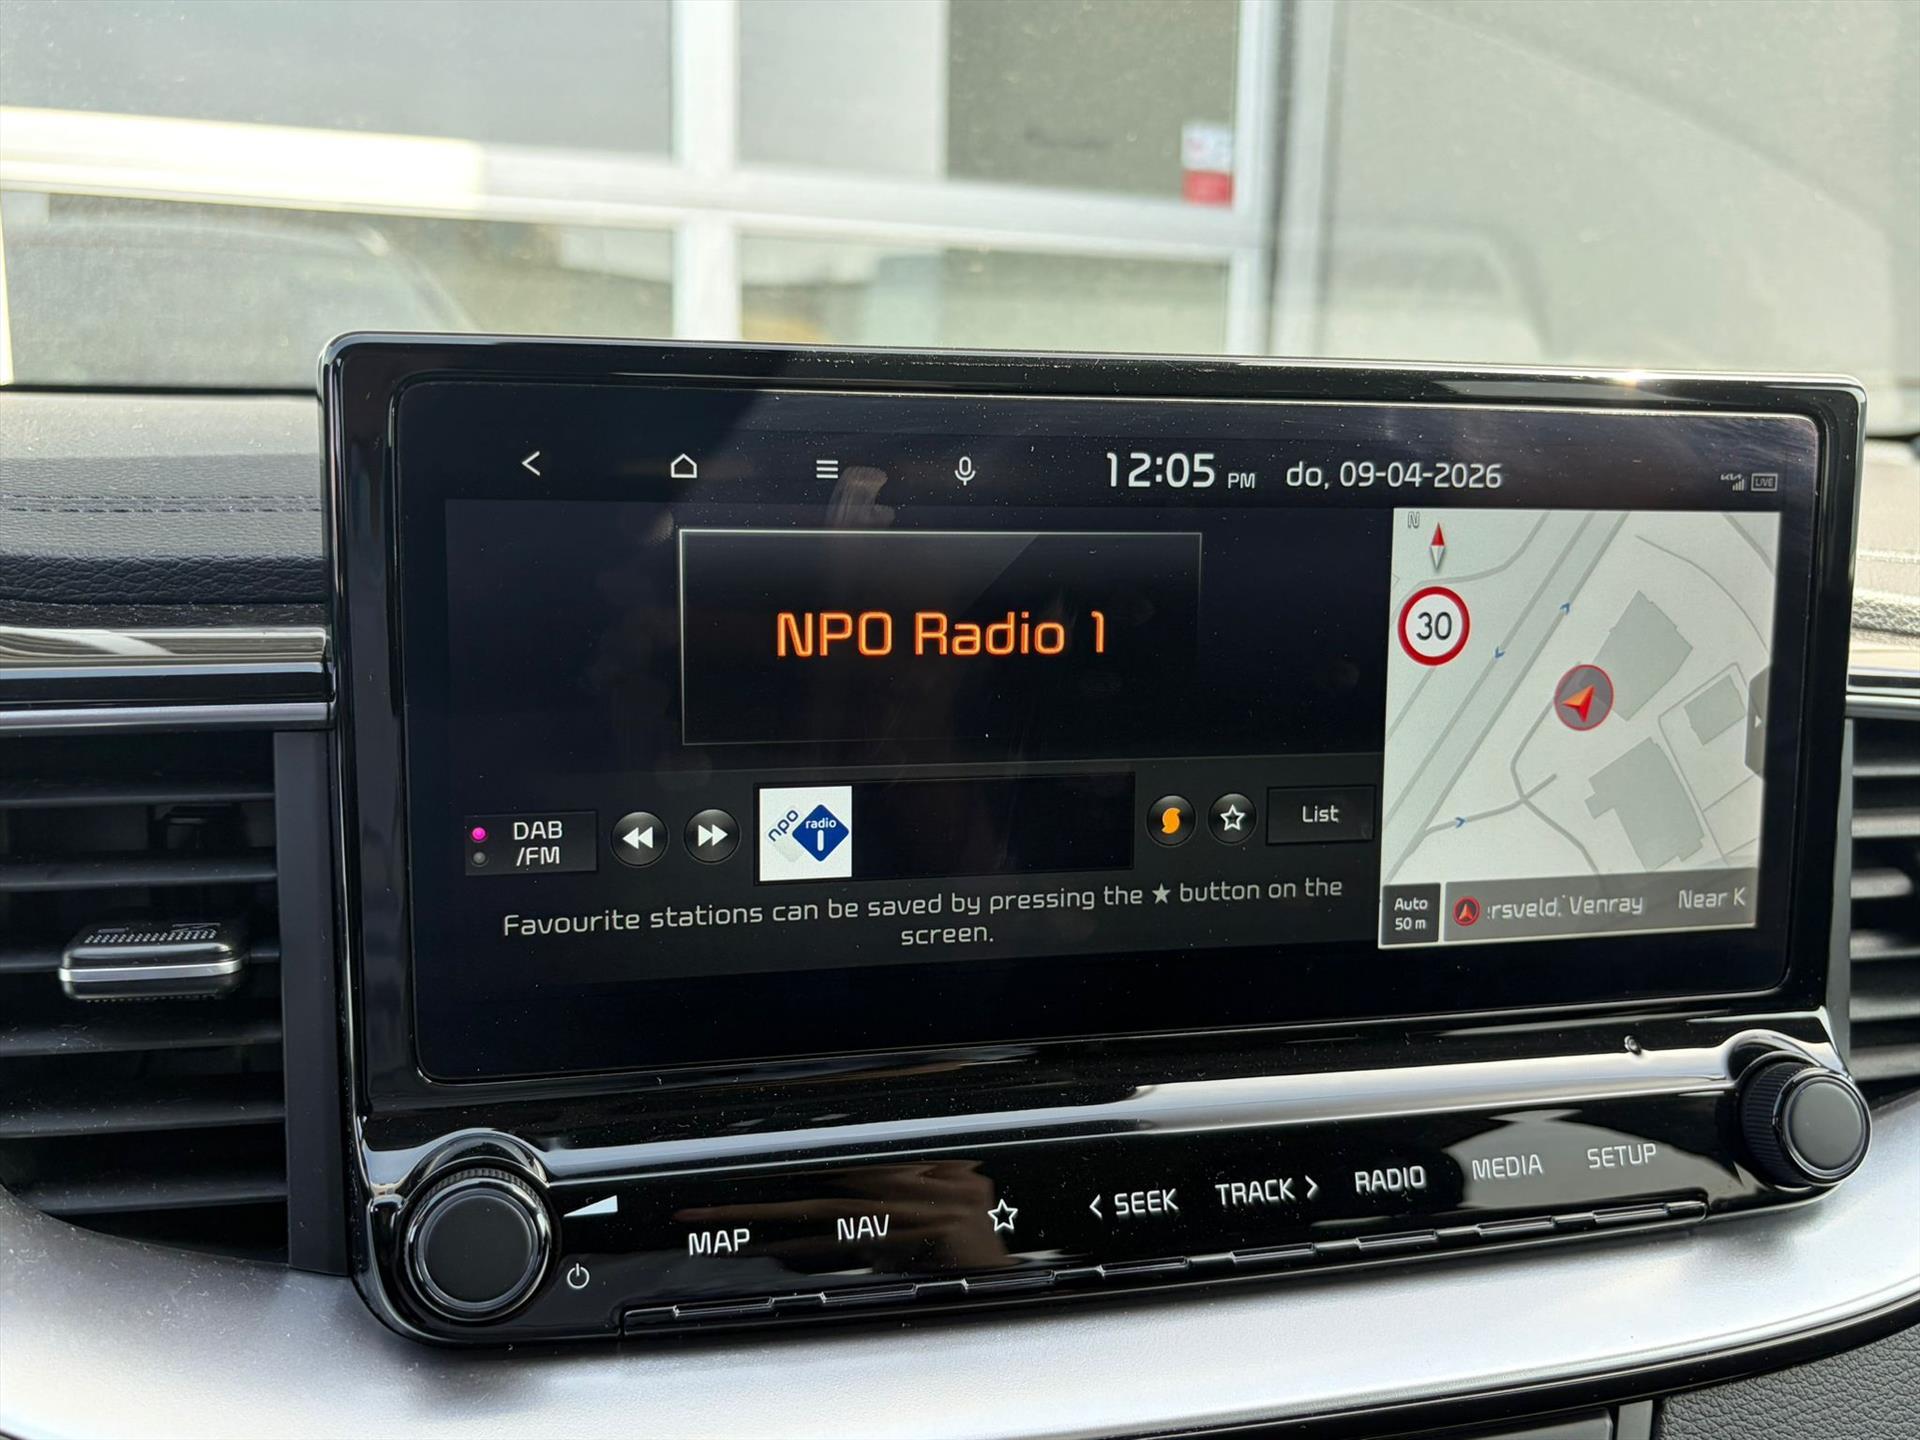 12:05 PM do, 09-04-2026
KIA
LIVE
NPO Radio 1
N
30
DAB
/FM
npo
radio
1
List
Favourite stations can be saved by pressing the ★ button on the
screen.
Auto
50 m
rsveld, Venray Near K
MAP NAV < SEEK TRACK > RADIO MEDIA SETUP